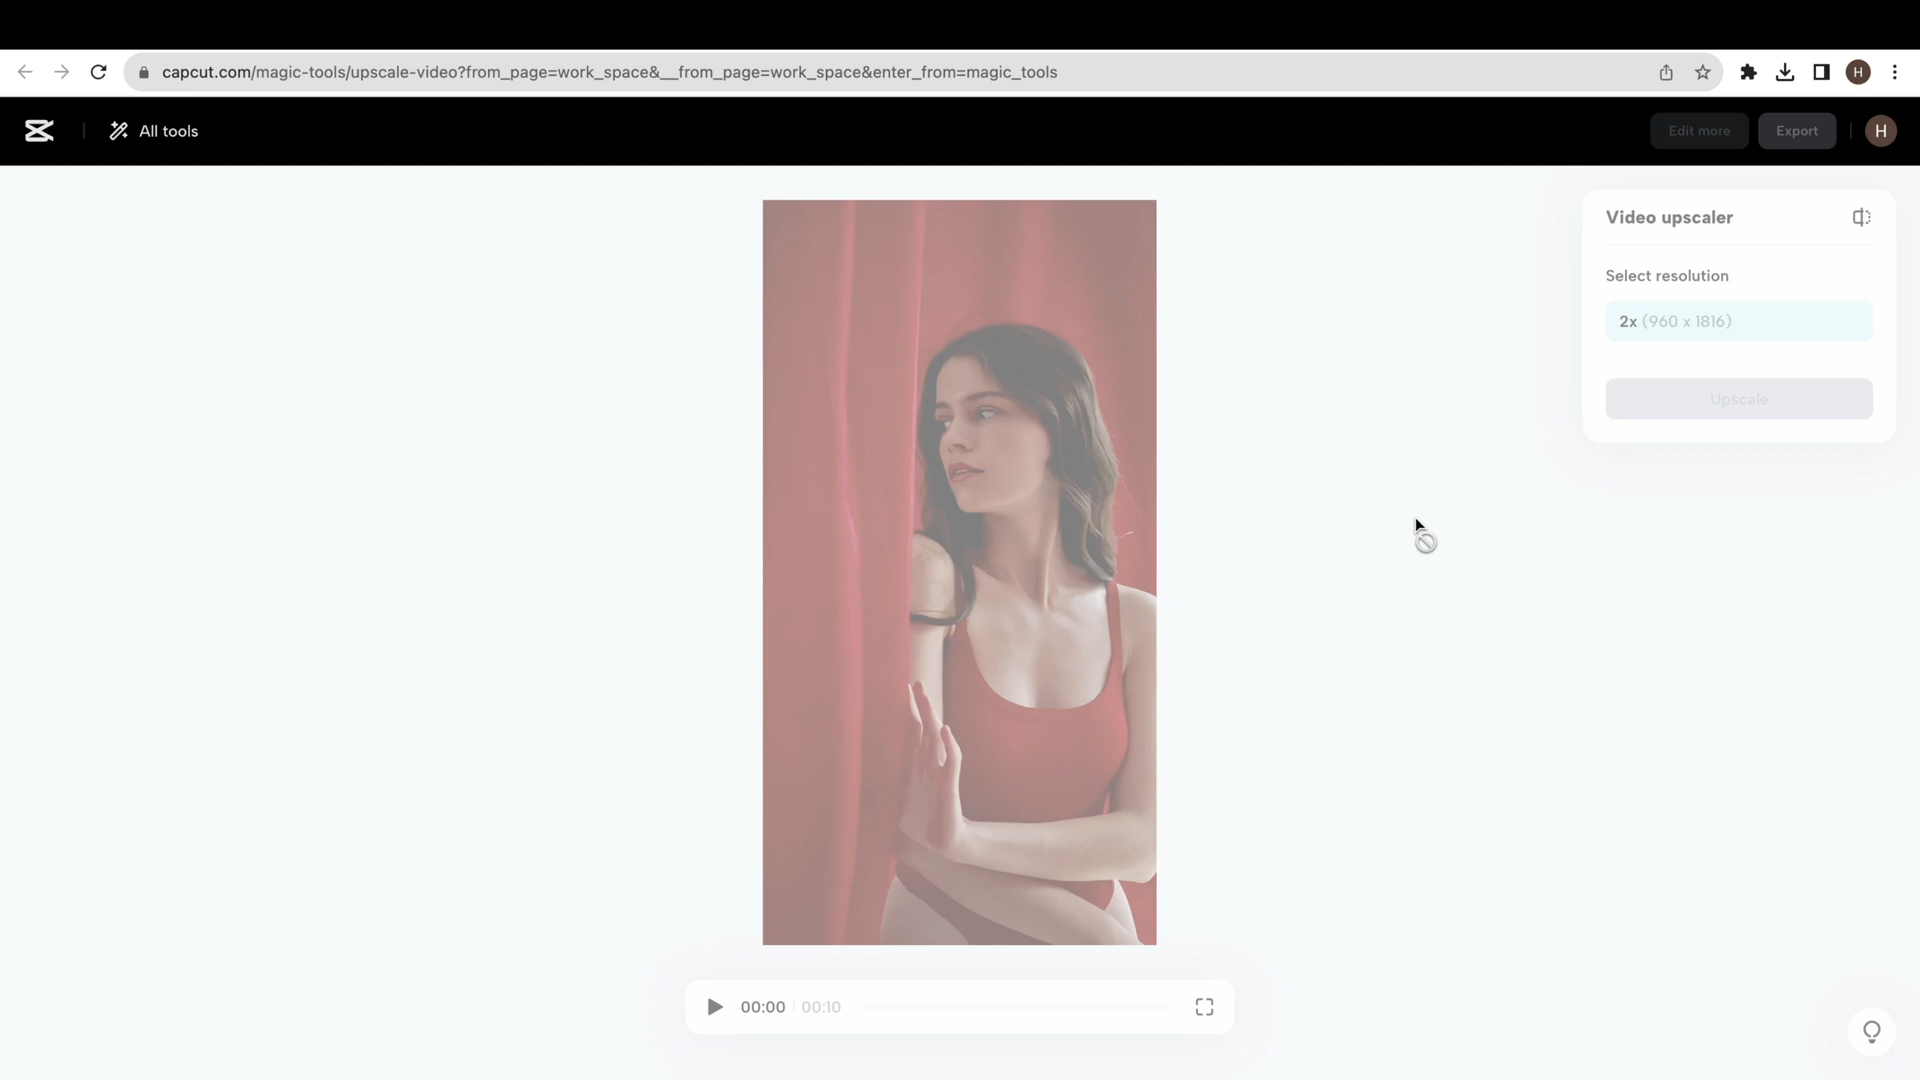 capcut.com/magic-tools/upscale-video?from_page=work_space&__from_page=work_space&enter_from=magic_tools
H
All tools
Edit more
Export
H
Video upscaler
Select resolution
2x (960 x 1816)
Upscale
00:00 00:10